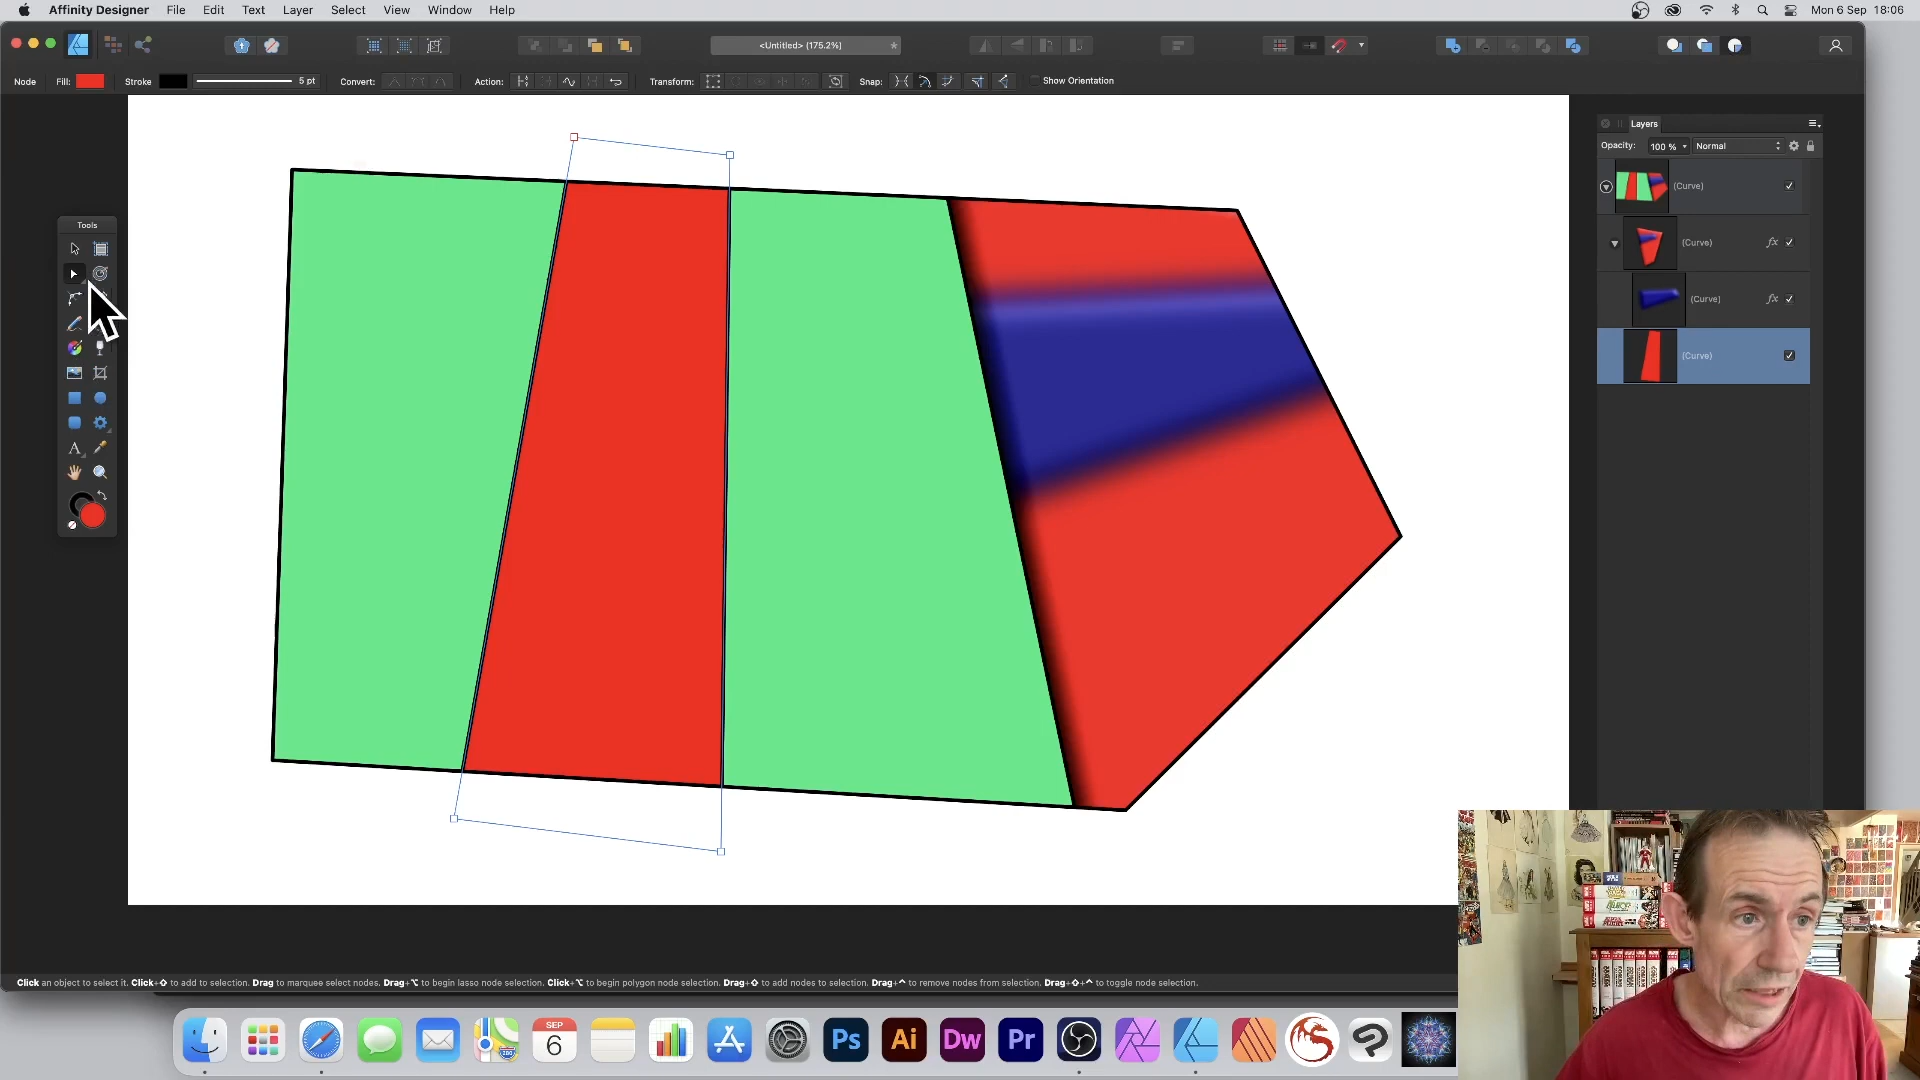 Affinity Designer File Edit Text Layer Select View Window Help Mon 6 Sep 18:06
<Untitled> (175.2%)
Node Fill: Stroke 5 pt Convert: Action: Transform: Snap: Show Orientation
Tools
Layers
Opacity: 100 % Normal
(Curve)
(Curve) fx
(Curve) fx
(Curve)
A
Click an object to select it. Click+⇧ to add to selection. Drag to marquee select nodes. Drag+⌥ to begin lasso node selection. Click+⌥ to begin polygon node selection. Drag+⇧ to add nodes to selection. Drag+⌃ to remove nodes from selection. Drag+⇧+⌃ to toggle node selection.
SEP
6
280
Ps Ai Dw Pr